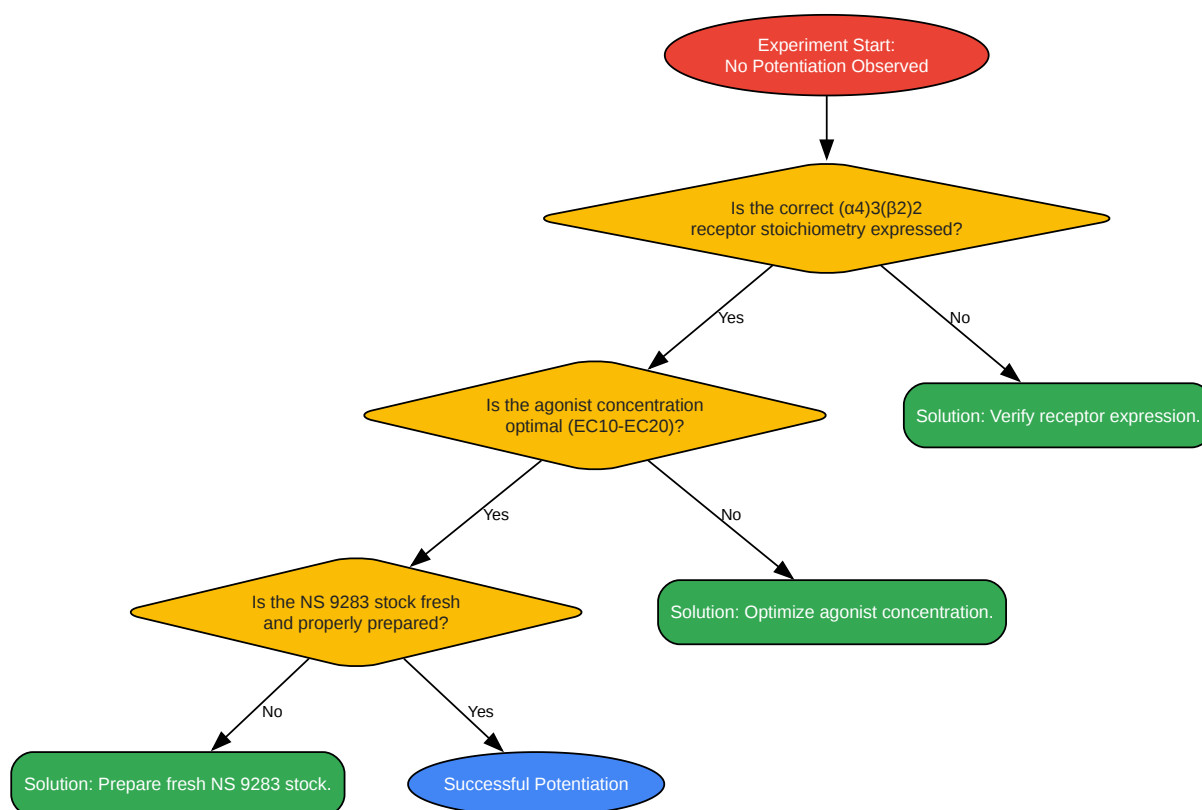 Experiment Start:
No Potentiation Observed
Is the correct (α4)3(β2)2
receptor stoichiometry expressed?
Yes
No
Is the agonist concentration
optimal (EC10-EC20)?
Solution: Verify receptor expression.
Yes
No
Is the NS 9283 stock fresh
and properly prepared?
Solution: Optimize agonist concentration.
No
Yes
Solution: Prepare fresh NS 9283 stock.
Successful Potentiation